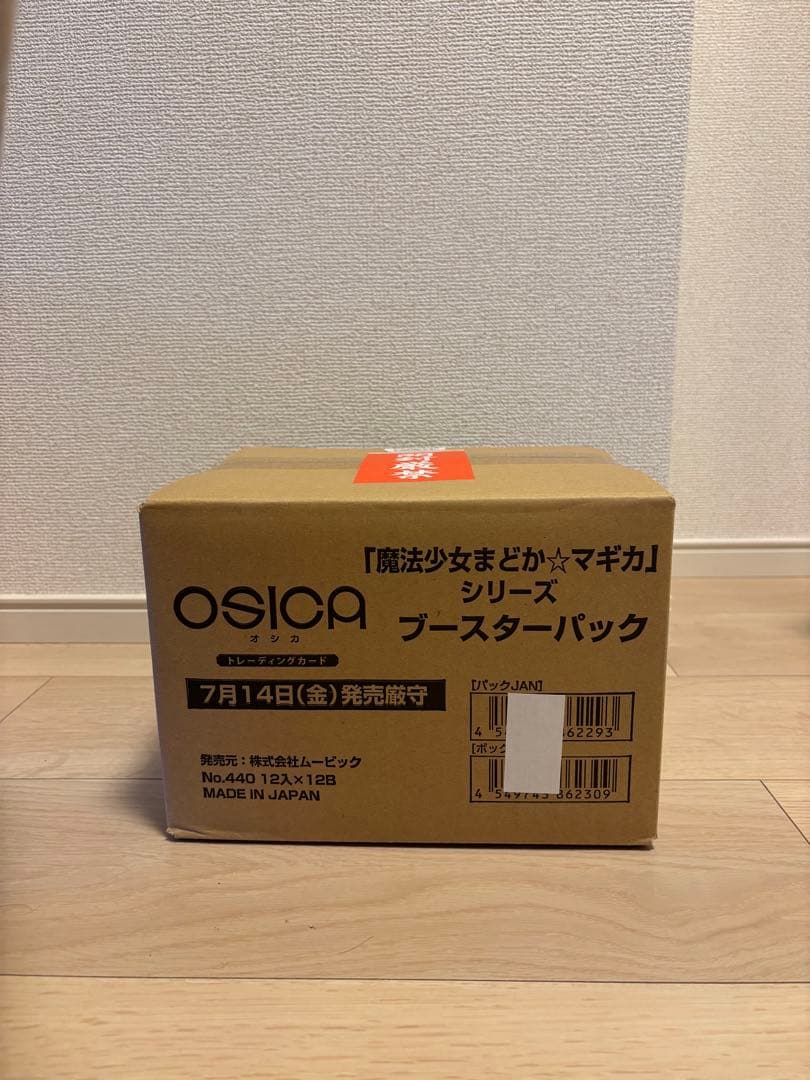 「魔法少女まどか☆マギカ」
シリーズ
ブースターパック
OSICA
オシカ
トレーディングカード
7月14日(金)発売厳守
[パックJAN]
862293
[ボック
4 549743 862309
発売元:株式会社ムービック
No.440 12入×12B
MADE IN JAPAN